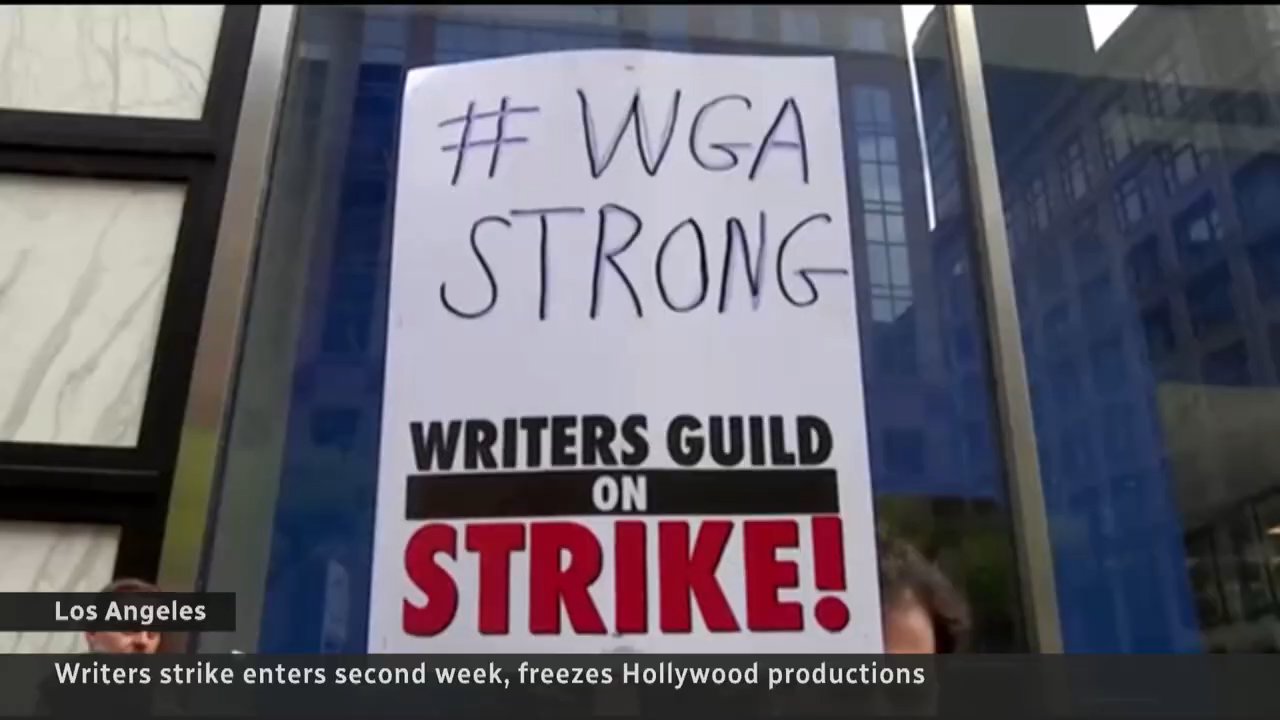 # WGA
STRONG
WRITERS GUILD
ON
STRIKE!
Los Angeles
Writers strike enters second week, freezes Hollywood productions